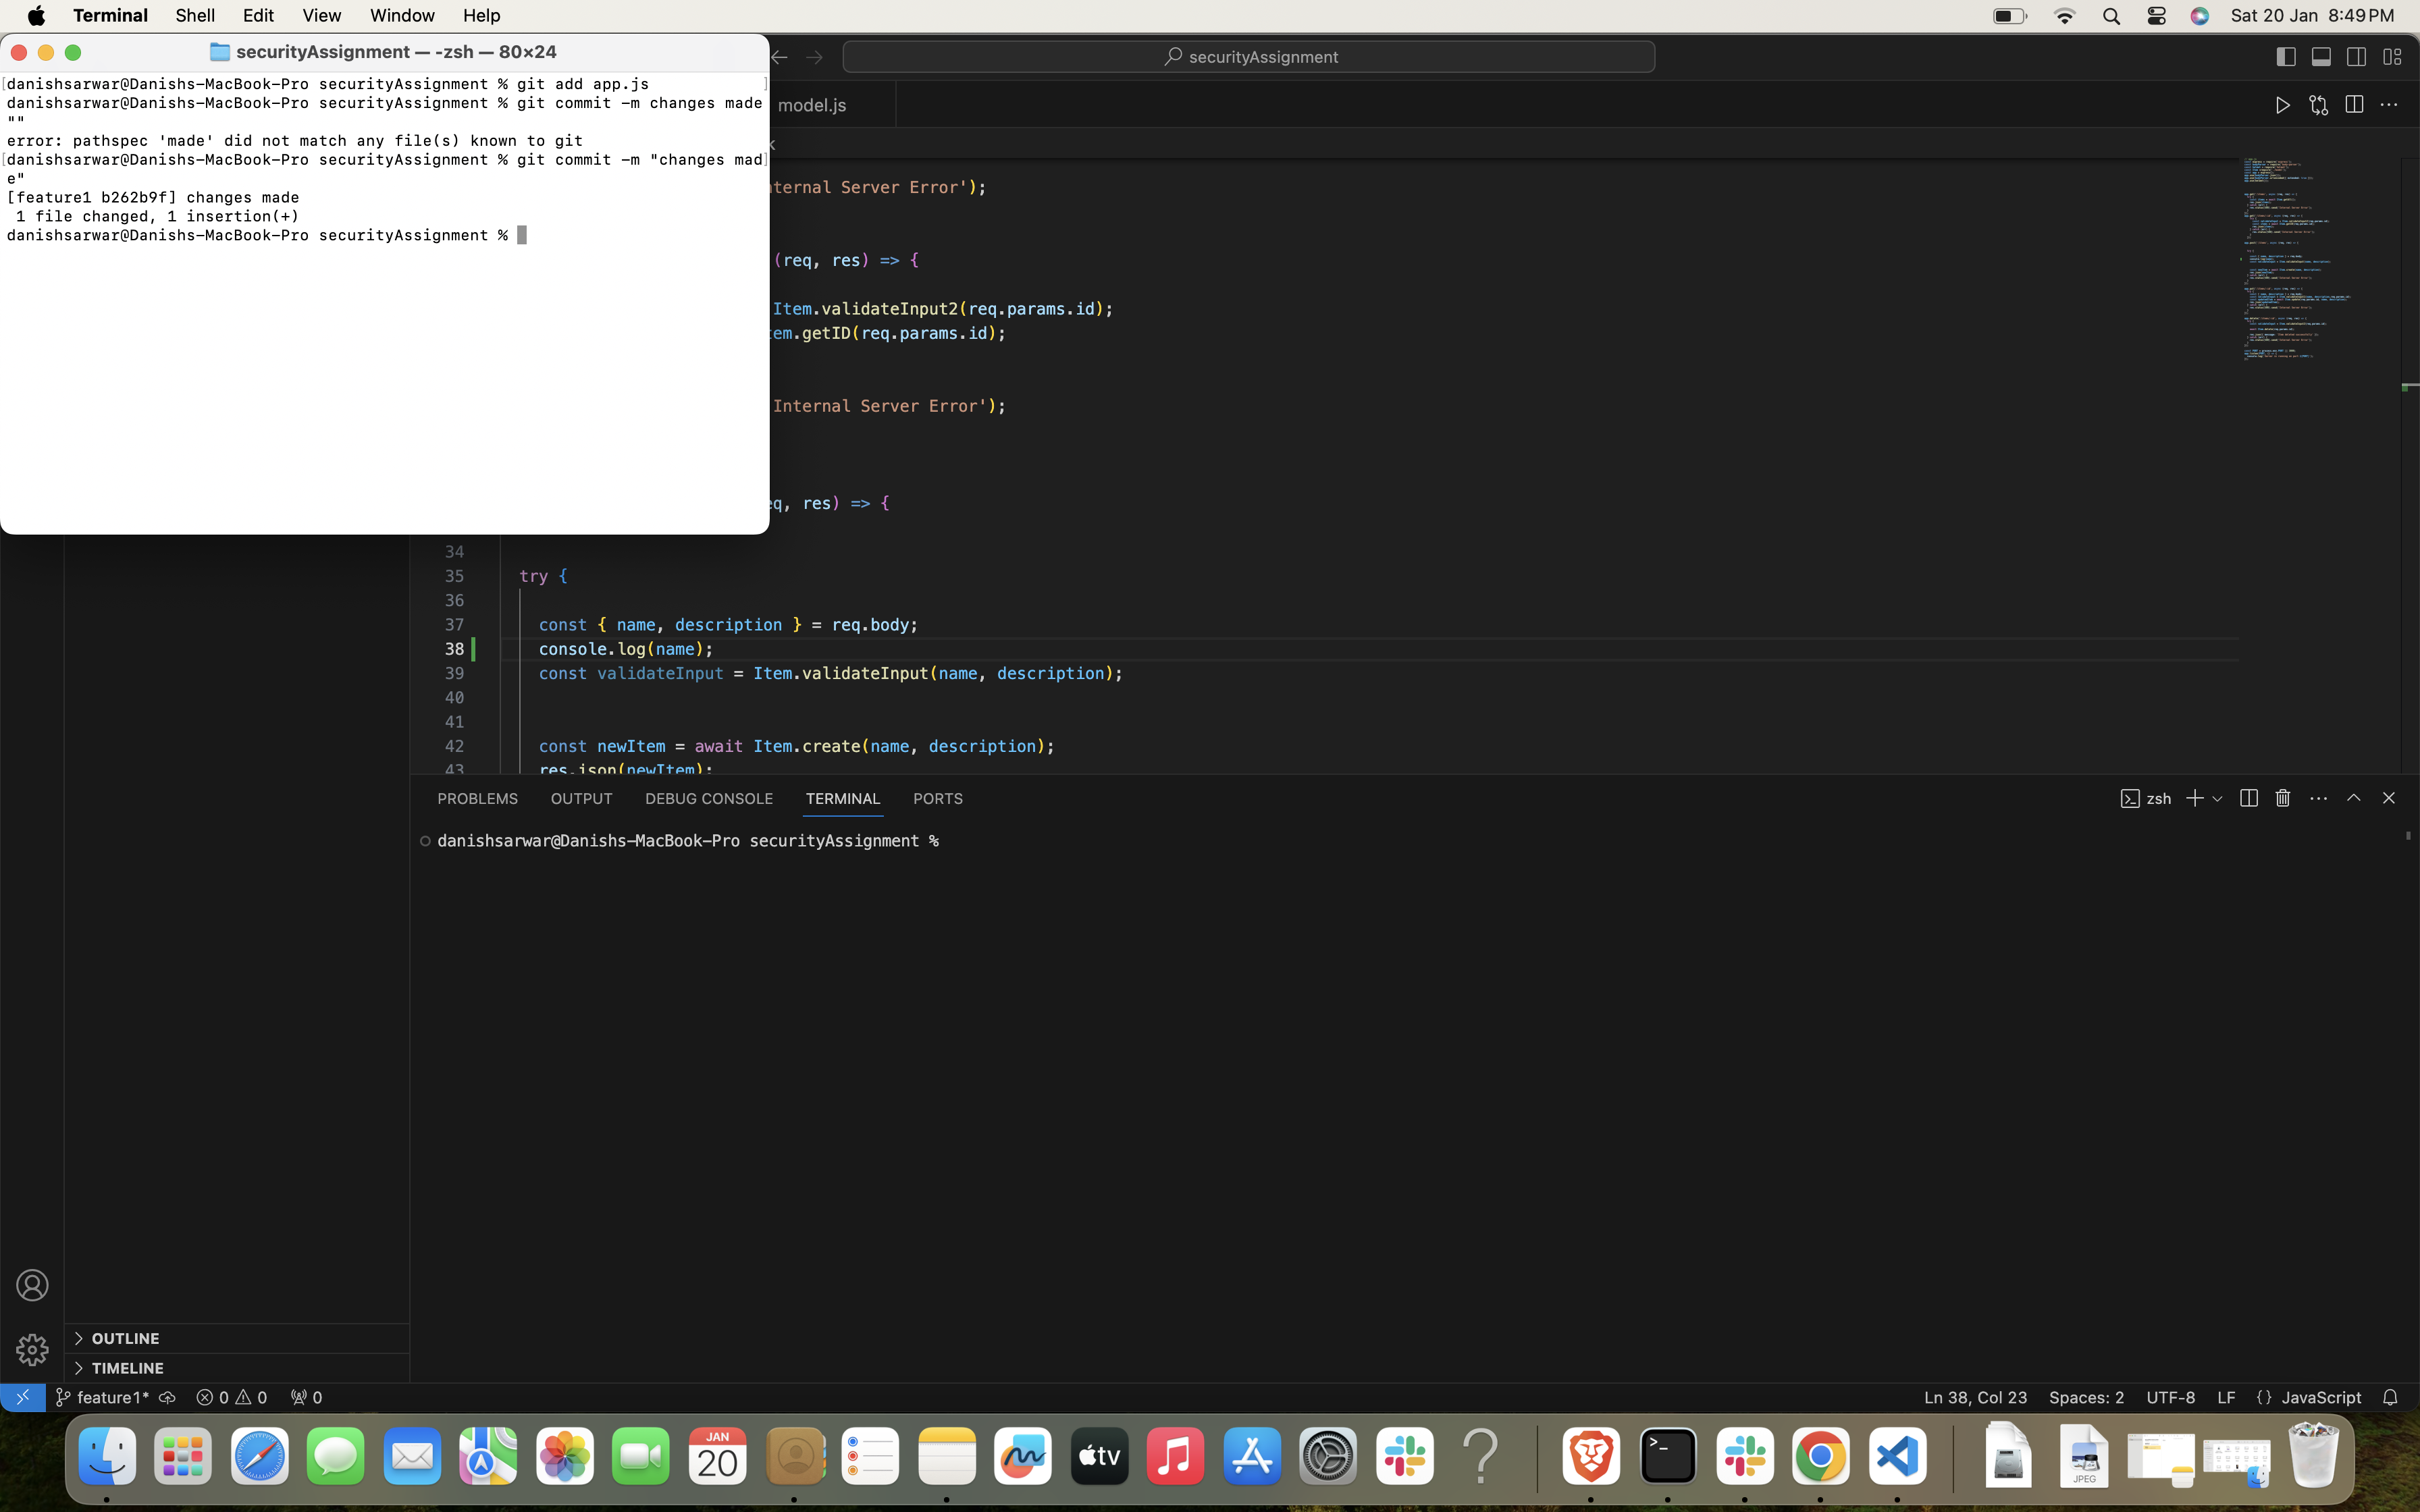 Terminal Shell Edit View Window Help Sat 20 Jan 8:49 PM
securityAssignment — -zsh — 80×24
[danishsarwar@Danishs-MacBook-Pro securityAssignment % git add app.js ]
danishsarwar@Danishs-MacBook-Pro securityAssignment % git commit -m changes made
""
error: pathspec 'made' did not match any file(s) known to git
[danishsarwar@Danishs-MacBook-Pro securityAssignment % git commit -m "changes mad]
e"
[feature1 b262b9f] changes made
1 file changed, 1 insertion(+)
danishsarwar@Danishs-MacBook-Pro securityAssignment %
securityAssignment
model.js
ternal Server Error');
(req, res) => {
Item.validateInput2(req.params.id);
em.getID(req.params.id);
Internal Server Error');
q, res) => {
34
35 try {
36
37 const { name, description } = req.body;
38 console.log(name);
39 const validateInput = Item.validateInput(name, description);
40
41
42 const newItem = await Item.create(name, description);
43 res.json(newItem);
PROBLEMS OUTPUT DEBUG CONSOLE TERMINAL PORTS zsh
danishsarwar@Danishs-MacBook-Pro securityAssignment %
OUTLINE
TIMELINE
feature1* 0 0 0 Ln 38, Col 23 Spaces: 2 UTF-8 LF {} JavaScript
JAN
20
tv
JPEG